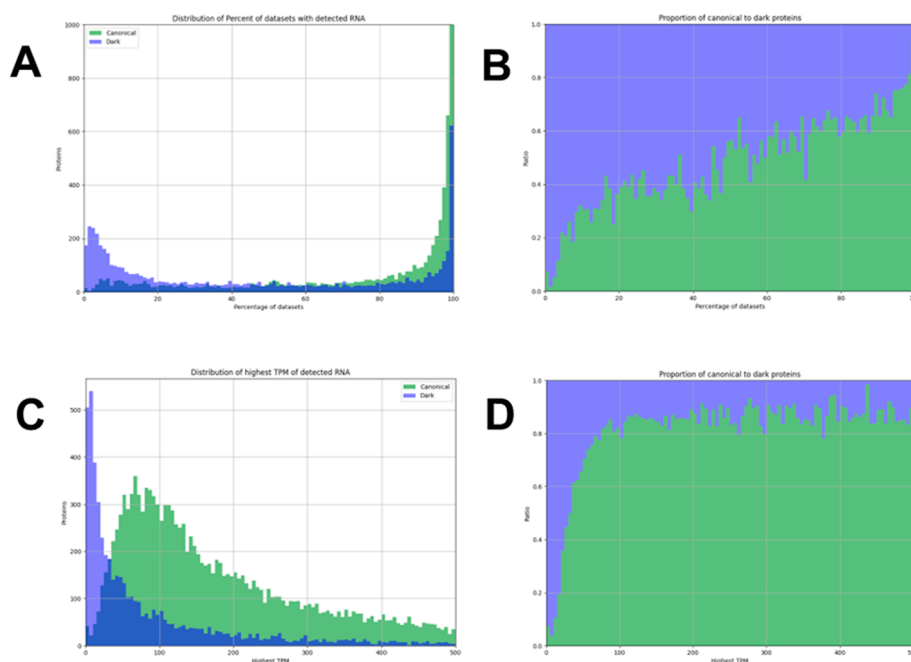 A
Distribution of Percent of datasets with detected RNA
Canonical
Dark
1000
800
600
400
200
0
Proteins
0 20 40 60 80 100
Percentage of datasets
B
Proportion of canonical to dark proteins
1.0
0.8
0.6
0.4
0.2
0.0
Ratio
0 20 40 60 80
Percentage of datasets
C
Distribution of highest TPM of detected RNA
Canonical
Dark
500
400
300
200
100
0
Proteins
0 100 200 300 400 500
Highest TPM
D
Proportion of canonical to dark proteins
1.0
0.8
0.6
0.4
0.2
0.0
Ratio
0 100 200 300 400
Highest TPM